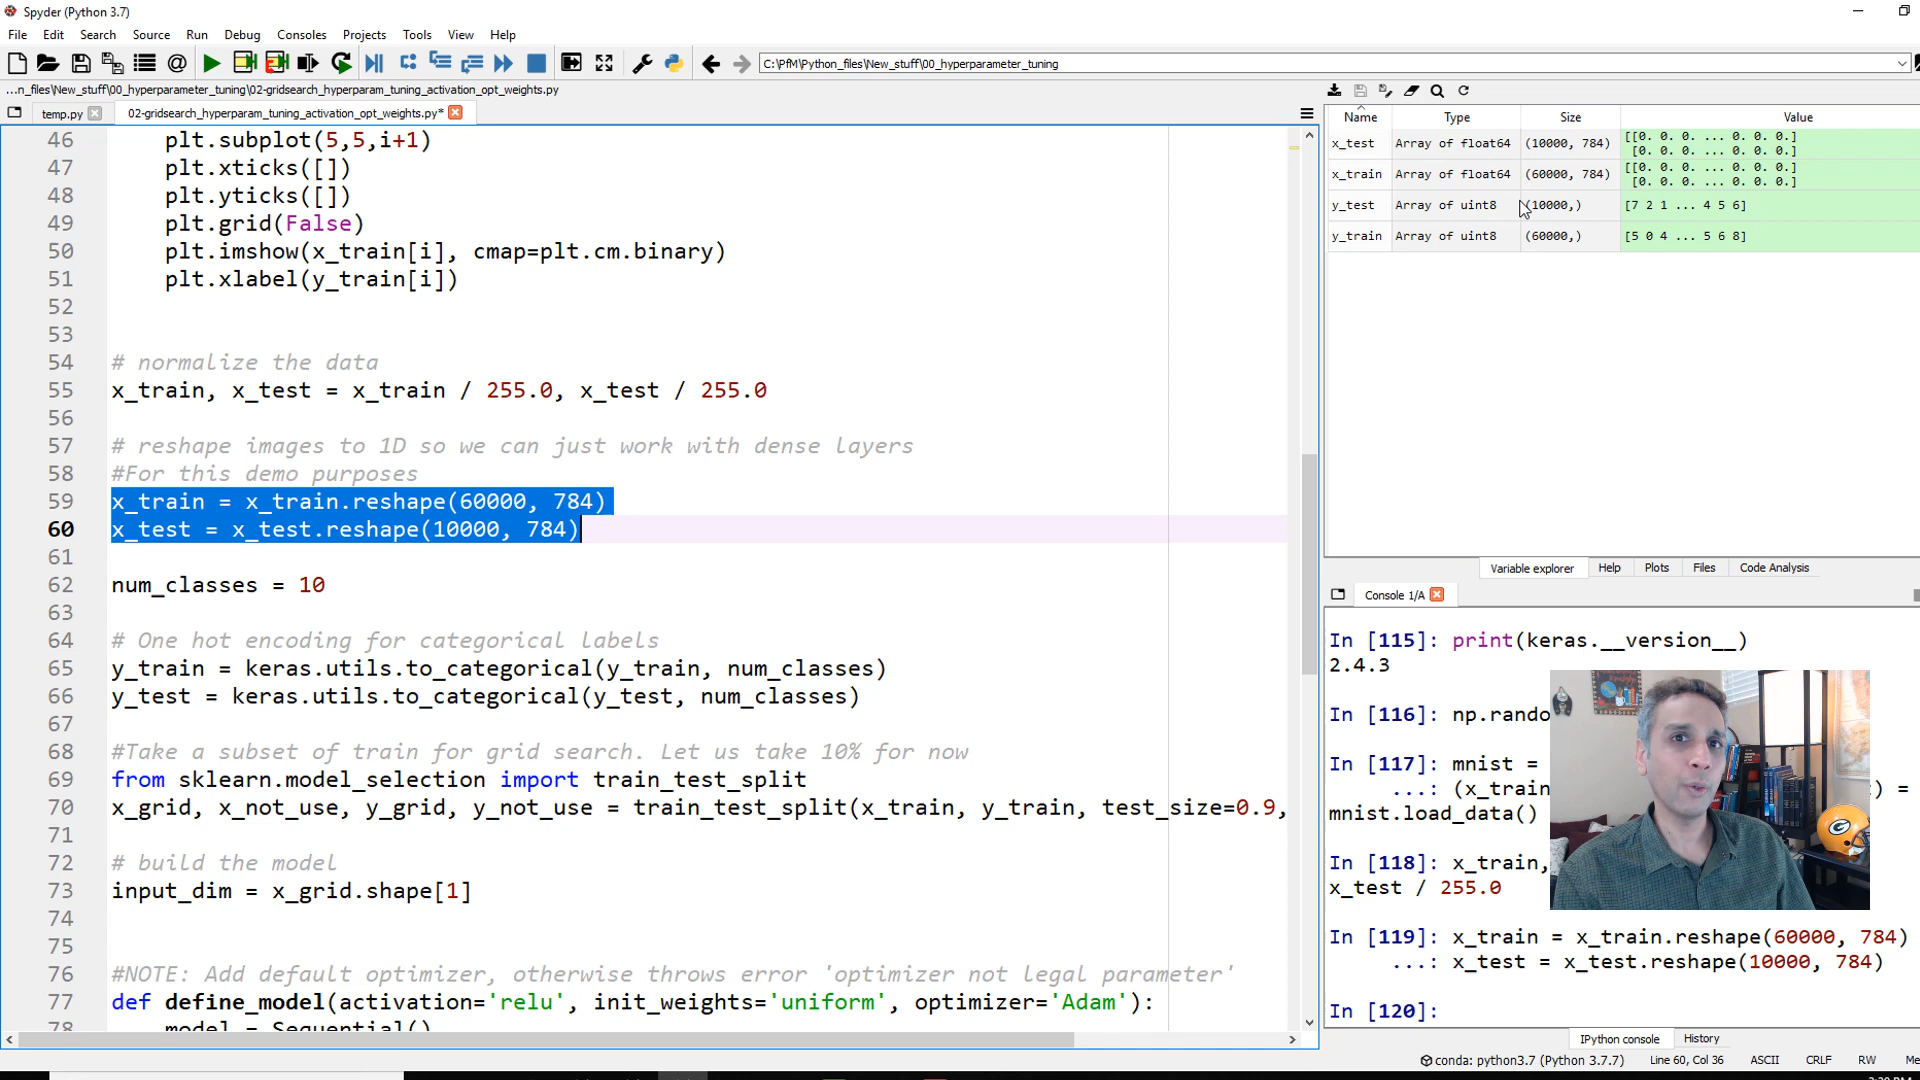 Spyder (Python 3.7)
File Edit Search Source Run Debug Consoles Projects Tools View Help
C:\PfM\Python_files\New_stuff\00_hyperparameter_tuning
...n_files\New_stuff\00_hyperparameter_tuning\02-gridsearch_hyperparam_tuning_activation_opt_weights.py
temp.py 02-gridsearch_hyperparam_tuning_activation_opt_weights.py*
46 plt.subplot(5,5,i+1)
47 plt.xticks([])
48 plt.yticks([])
49 plt.grid(False)
50 plt.imshow(x_train[i], cmap=plt.cm.binary)
51 plt.xlabel(y_train[i])
52
53
54 # normalize the data
55 x_train, x_test = x_train / 255.0, x_test / 255.0
56
57 # reshape images to 1D so we can just work with dense layers
58 #For this demo purposes
59 x_train = x_train.reshape(60000, 784)
60 x_test = x_test.reshape(10000, 784)
61
62 num_classes = 10
63
64 # One hot encoding for categorical labels
65 y_train = keras.utils.to_categorical(y_train, num_classes)
66 y_test = keras.utils.to_categorical(y_test, num_classes)
67
68 #Take a subset of train for grid search. Let us take 10% for now
69 from sklearn.model_selection import train_test_split
70 x_grid, x_not_use, y_grid, y_not_use = train_test_split(x_train, y_train, test_size=0.9,
71
72 # build the model
73 input_dim = x_grid.shape[1]
74
75
76 #NOTE: Add default optimizer, otherwise throws error 'optimizer not legal parameter'
77 def define_model(activation='relu', init_weights='uniform', optimizer='Adam'):
78 model = Sequential()
Name Type Size Value
x_test Array of float64 (10000, 784) [[0. 0. 0. ... 0. 0. 0.]
[0. 0. 0. ... 0. 0. 0.]
x_train Array of float64 (60000, 784) [[0. 0. 0. ... 0. 0. 0.]
[0. 0. 0. ... 0. 0. 0.]
y_test Array of uint8 (10000,) [7 2 1 ... 4 5 6]
y_train Array of uint8 (60000,) [5 0 4 ... 5 6 8]
Variable explorer Help Plots Files Code Analysis
Console 1/A
In [115]: print(keras.__version__)
2.4.3
In [116]: np.rando
In [117]: mnist =
...: (x_train ) =
mnist.load_data()
In [118]: x_train,
x_test / 255.0
In [119]: x_train = x_train.reshape(60000, 784)
...: x_test = x_test.reshape(10000, 784)
In [120]:
IPython console History
conda: python3.7 (Python 3.7.7) Line 60, Col 36 ASCII CRLF RW Me